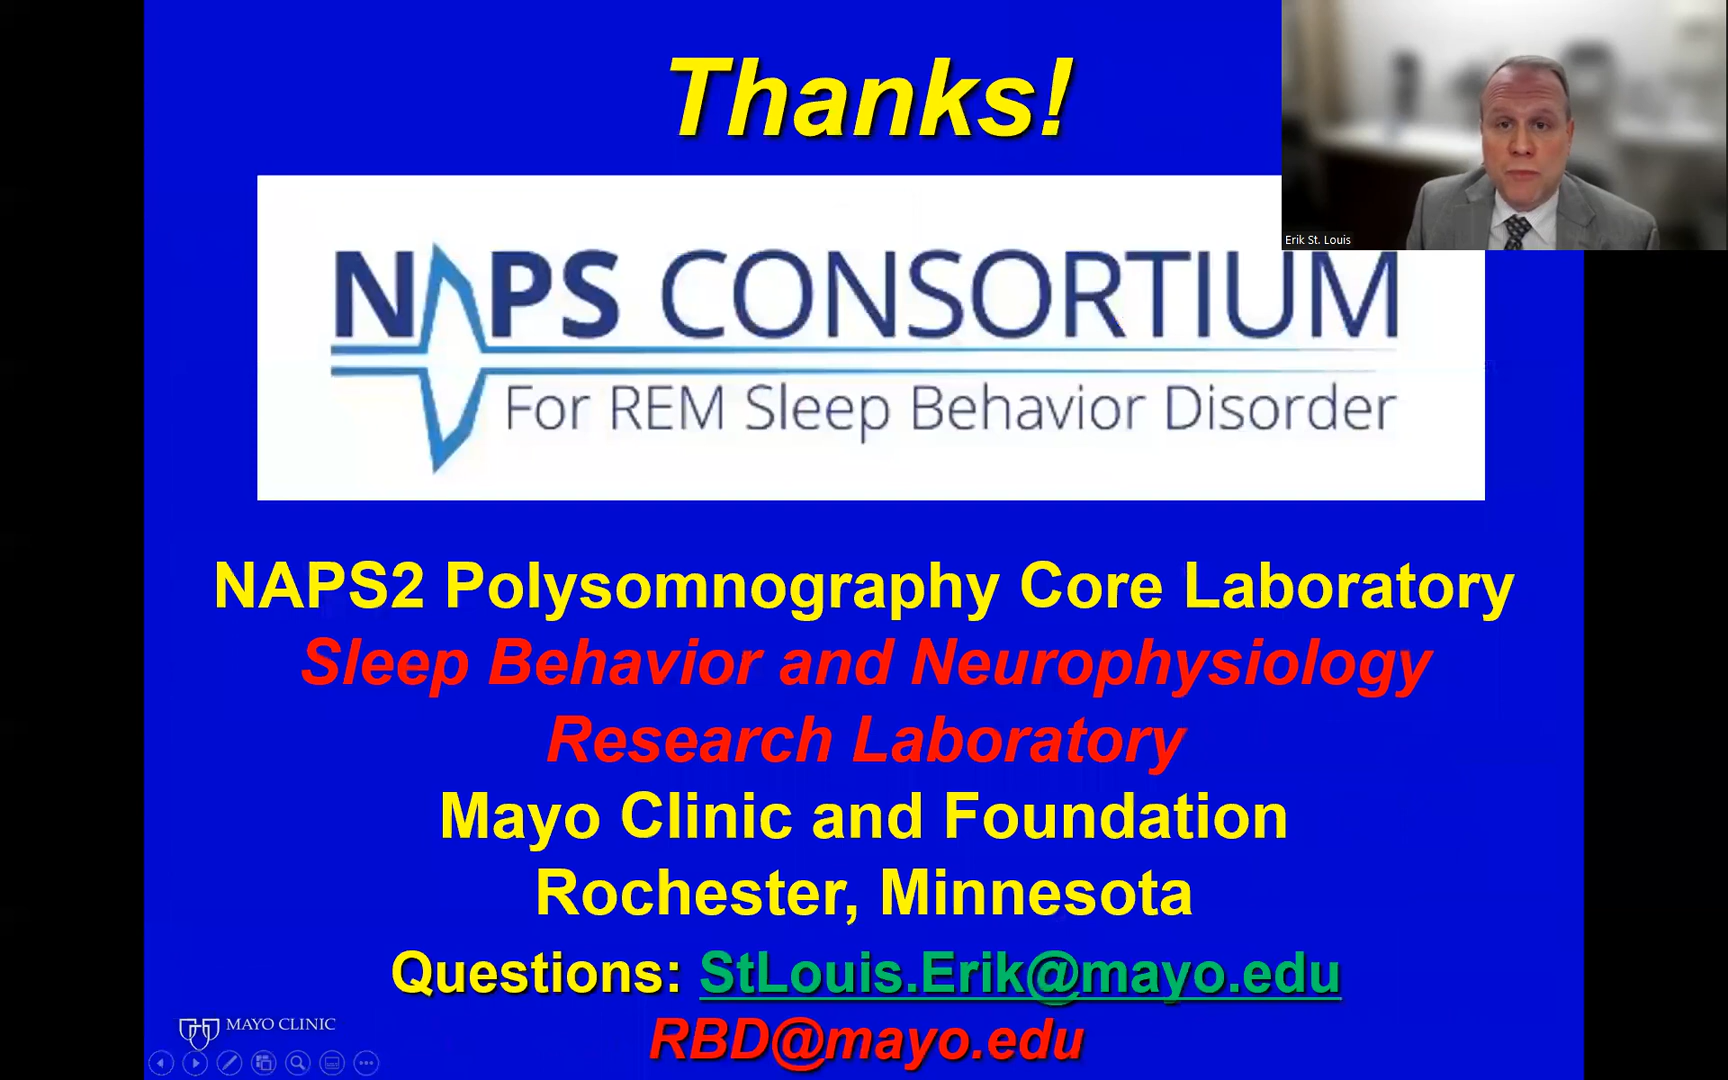 Thanks!
Erik St. Louis
NAPS CONSORTIUM
For REM Sleep Behavior Disorder
NAPS2 Polysomnography Core Laboratory
Sleep Behavior and Neurophysiology
Research Laboratory
Mayo Clinic and Foundation
Rochester, Minnesota
Questions: StLouis.Erik@mayo.edu
RBD@mayo.edu
MAYO CLINIC